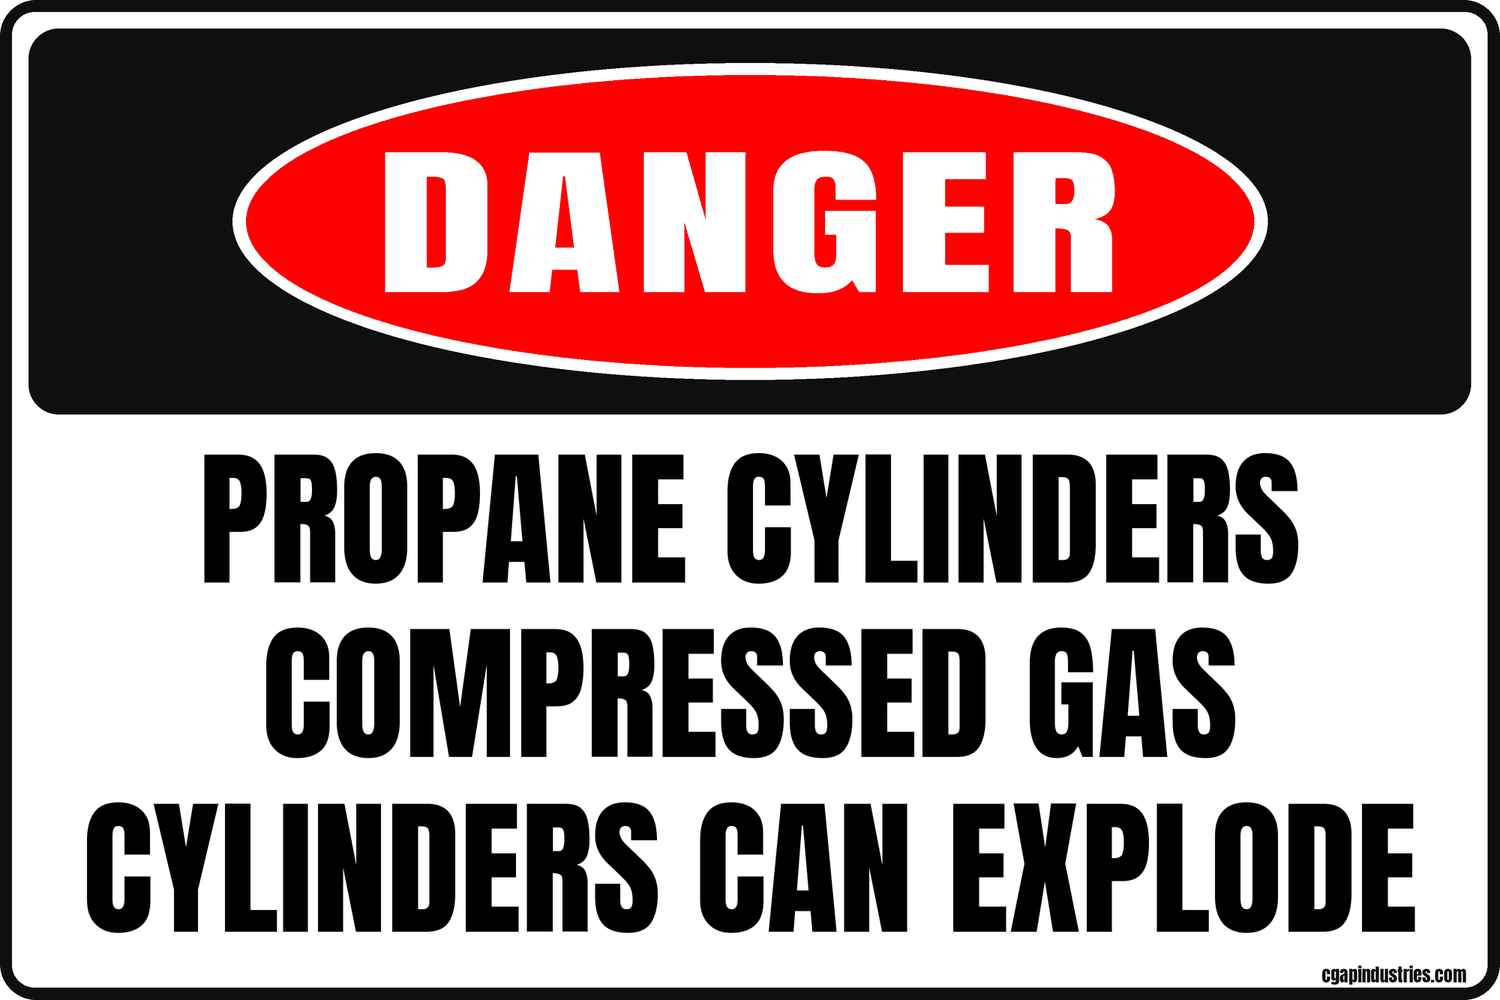 DANGER
PROPANE CYLINDERS
COMPRESSED GAS
CYLINDERS CAN EXPLODE
cgapindustries.com